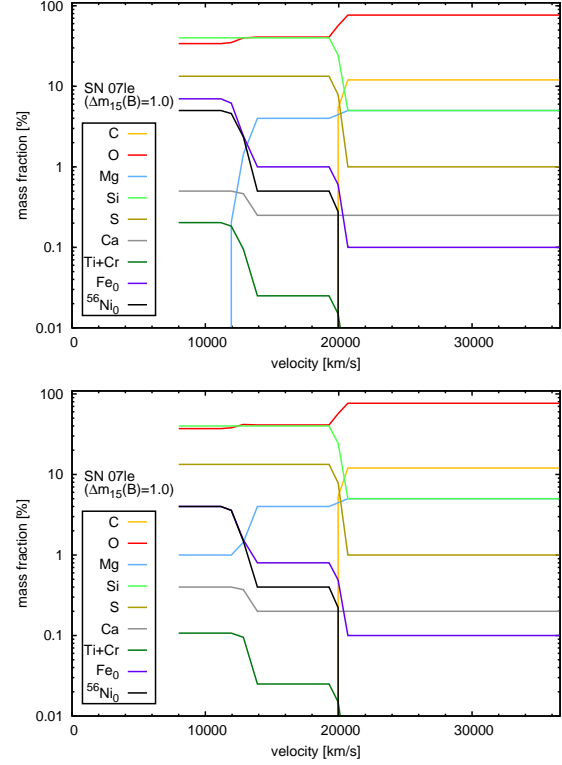 100
10
1
0.1
0.01
mass fraction [%]
SN 07le
(Δm₁₅(B)=1.0)
C
O
Mg
Si
S
Ca
Ti+Cr
Fe₀
⁵⁶Ni₀
0 10000 20000 30000
velocity [km/s]
100
10
1
0.1
0.01
mass fraction [%]
SN 07le
(Δm₁₅(B)=1.0)
C
O
Mg
Si
S
Ca
Ti+Cr
Fe₀
⁵⁶Ni₀
0 10000 20000 30000
velocity [km/s]